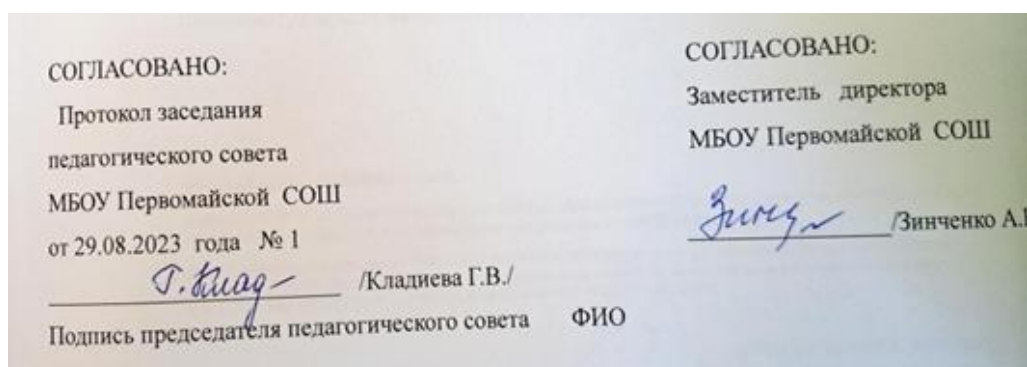 СОГЛАСОВАНО:
Протокол заседания
педагогического совета
МБОУ Первомайской СОШ
от 29.08.2023 года № 1
Г. Клад /Кладиева Г.В./
Подпись председателя педагогического совета ФИО
СОГЛАСОВАНО:
Заместитель директора
МБОУ Первомайской СОШ
/Зинченко А.